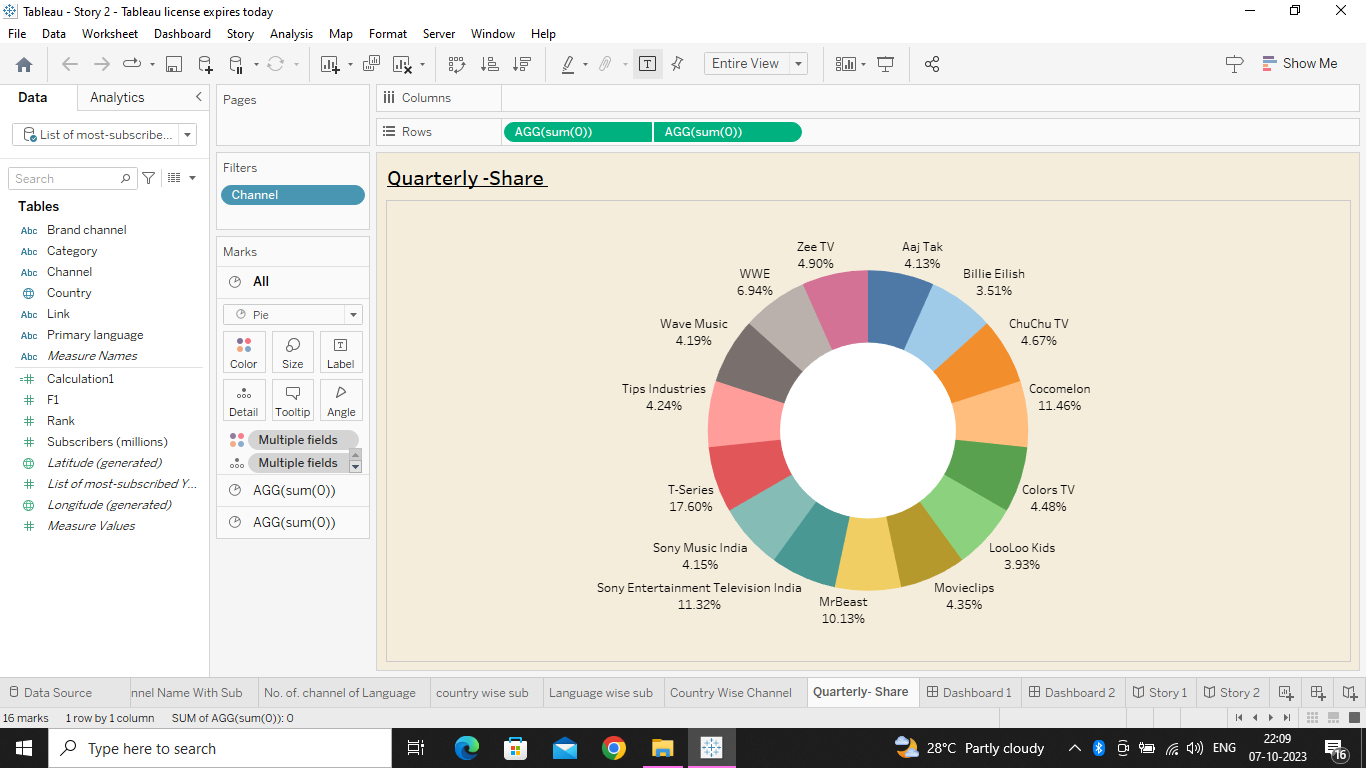 Tableau - Story 2 - Tableau license expires today
File Data Worksheet Dashboard Story Analysis Map Format Server Window Help
Entire View
Show Me
Data Analytics
List of most-subscribe...
Search
Tables
Abc Brand channel
Abc Category
Abc Channel
Country
Abc Link
Abc Primary language
Abc Measure Names
=# Calculation1
# F1
# Rank
# Subscribers (millions)
Latitude (generated)
# List of most-subscribed Y...
Longitude (generated)
# Measure Values
Pages
Filters
Channel
Marks
All
Pie
Color Size Label
Detail Tooltip Angle
Multiple fields
Multiple fields
AGG(sum(0))
AGG(sum(0))
Columns
Rows AGG(sum(0)) AGG(sum(0))
Quarterly -Share
Zee TV
4.90%
Aaj Tak
4.13%
WWE
6.94%
Billie Eilish
3.51%
Wave Music
4.19%
ChuChu TV
4.67%
Tips Industries
4.24%
Cocomelon
11.46%
T-Series
17.60%
Colors TV
4.48%
Sony Music India
4.15%
LooLoo Kids
3.93%
Sony Entertainment Television India
11.32%
MrBeast
10.13%
Movieclips
4.35%
Data Source nnel Name With Sub No. of. channel of Language country wise sub Language wise sub Country Wise Channel Quarterly- Share Dashboard 1 Dashboard 2 Story 1 Story 2
16 marks 1 row by 1 column SUM of AGG(sum(0)): 0
Type here to search
28°C Partly cloudy
ENG
22:09
07-10-2023
16